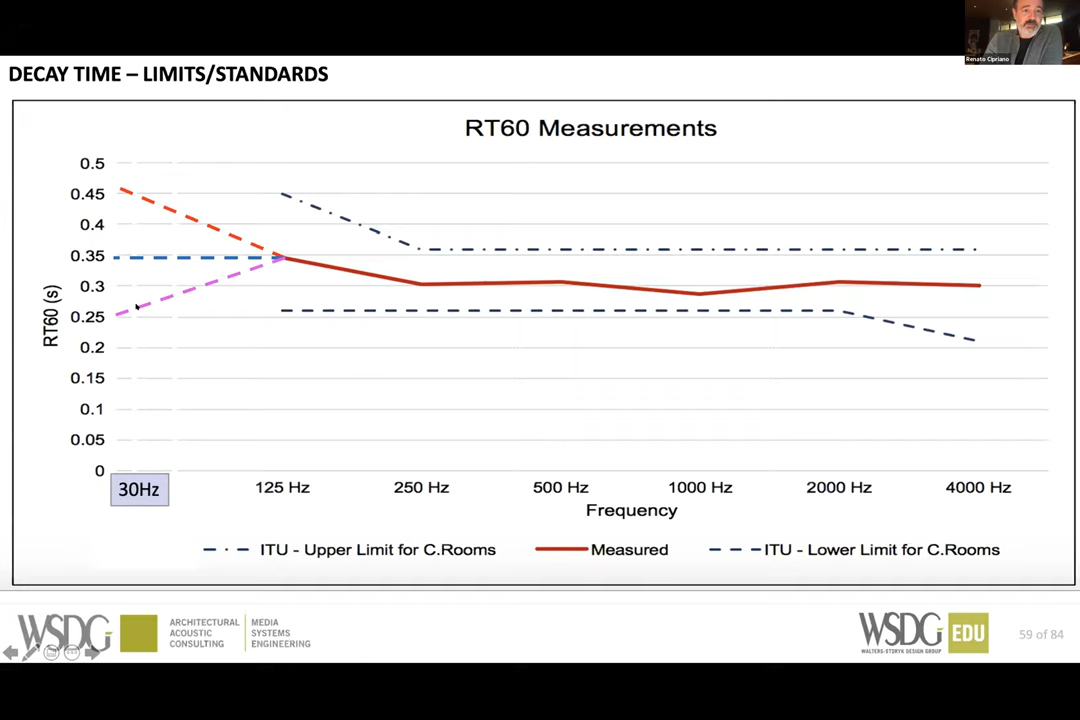 Renato Cipriano
DECAY TIME – LIMITS/STANDARDS
RT60 Measurements
0.5
0.45
0.4
0.35
0.3
0.25
0.2
0.15
0.1
0.05
0
RT60 (s)
30Hz
125 Hz
250 Hz
500 Hz
1000 Hz
2000 Hz
4000 Hz
Frequency
ITU - Upper Limit for C.Rooms
Measured
ITU - Lower Limit for C.Rooms
WSDG
ARCHITECTURAL
ACOUSTIC
CONSULTING
MEDIA
SYSTEMS
ENGINEERING
WSDG EDU
WALTERS-STORYK DESIGN GROUP
59 of 84